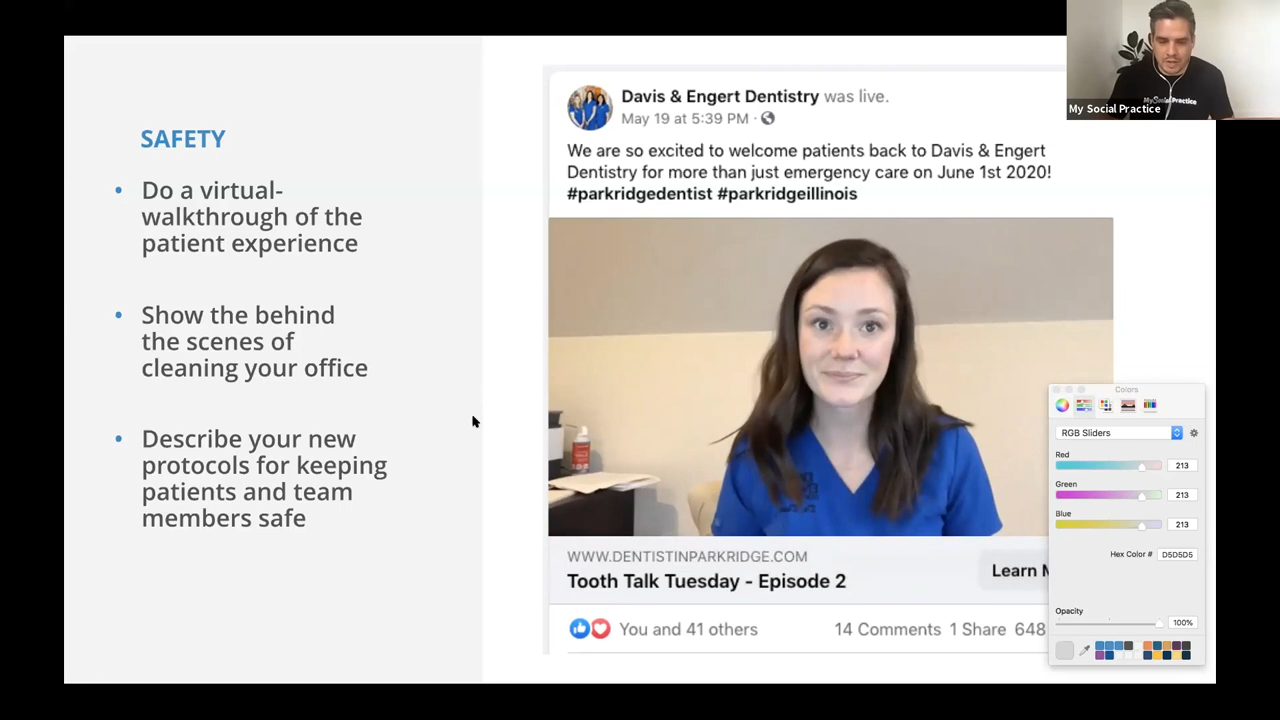 SAFETY
• Do a virtual-
walkthrough of the
patient experience
• Show the behind
the scenes of
cleaning your office
• Describe your new
protocols for keeping
patients and team
members safe
Davis & Engert Dentistry was live.
May 19 at 5:39 PM ·
We are so excited to welcome patients back to Davis & Engert
Dentistry for more than just emergency care on June 1st 2020!
#parkridgedentist #parkridgeillinois
WWW.DENTISTINPARKRIDGE.COM
Tooth Talk Tuesday - Episode 2
Learn
You and 41 others
14 Comments 1 Share 648
My Social Practice
My Social Practice
Colors
RGB Sliders
Red
213
Green
213
Blue
213
Hex Color # D5D5D5
Opacity
100%